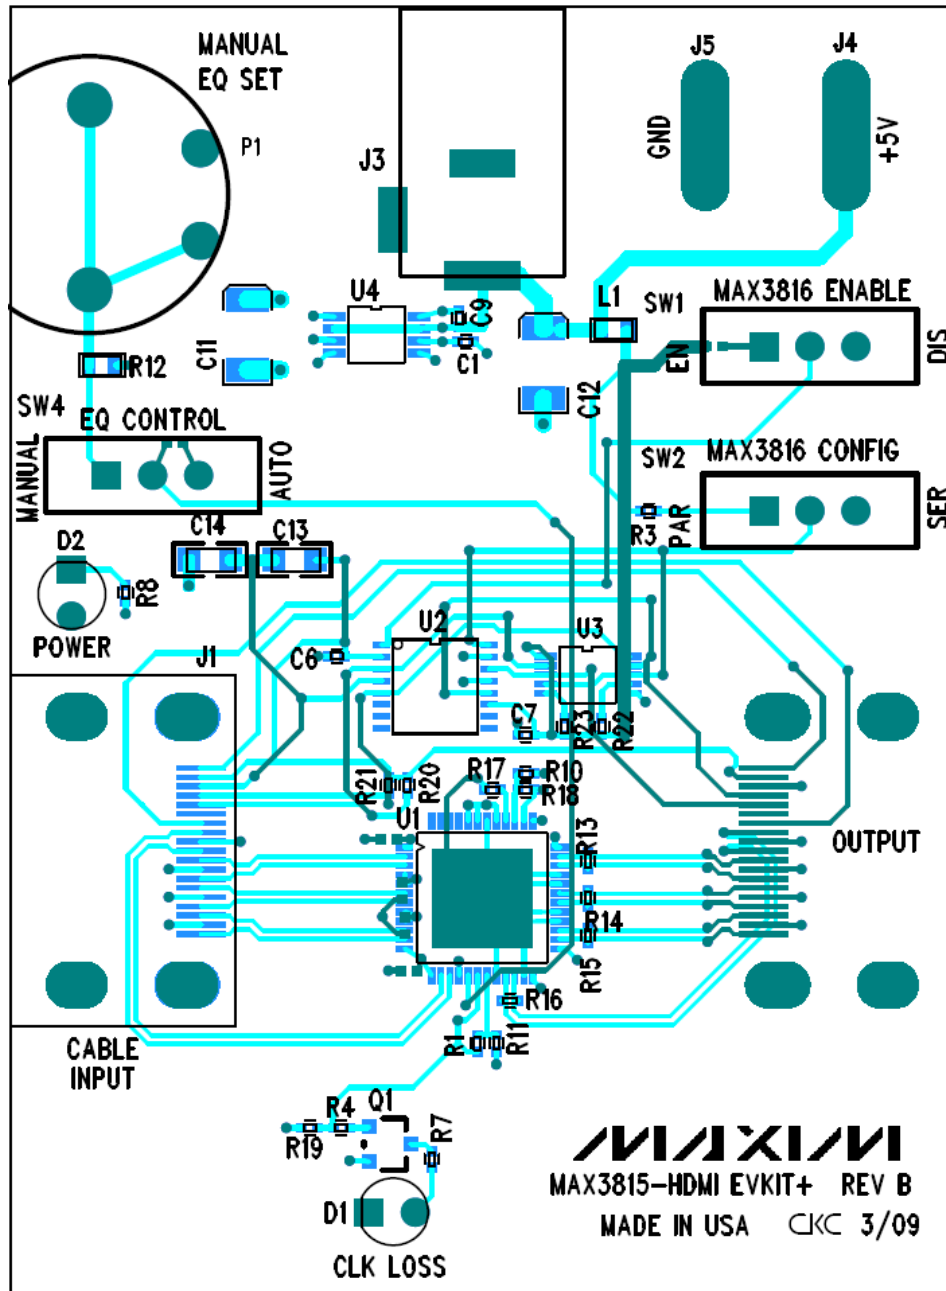 MANUAL
EQ SET
P1
J3
J5
J4
GND
+5V
U4
C9
C1
C11
R12
L1
SW1
MAX3816 ENABLE
EN
DIS
C12
SW4
EQ CONTROL
MANUAL
AUTO
SW2
MAX3816 CONFIG
R3
PAR
SER
C14
C13
D2
R8
POWER
U2
U3
J1
C6
C7
R23
R22
R21
R20
R17
R10
R18
U1
R13
OUTPUT
R14
R15
R16
R1
R11
CABLE
INPUT
R4
Q1
R19
R7
D1
CLK LOSS
MAXIM
MAX3815-HDMI EVKIT+ REV B
MADE IN USA CKC 3/09